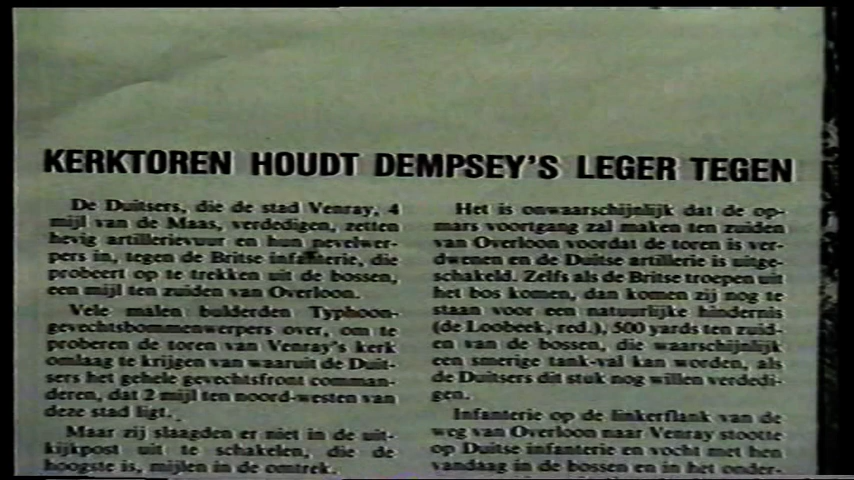 KERKTOREN HOUDT DEMPSEY'S LEGER TEGEN
De Duitsers, die de stad Venray, 4
mijl van de Maas, verdedigen, zetten
hevig artillerievuur en hun nevelwer-
pers in, tegen de Britse infanterie, die
probeert op te trekken uit de bossen,
een mijl ten zuiden van Overloon.
Vele malen bulderden Typhoon-
gevechtsbommenwerpers over, om te
proberen de toren van Venray's kerk
omlaag te krijgen van waaruit de Duit-
sers het gehele gevechtsfront comman-
deren, dat 2 mijl ten noord-westen van
deze stad ligt.
Maar zij slaagden er niet in de uit-
kijkpost uit te schakelen, die de
hoogste is, mijlen in de omtrek.
Het is onwaarschijnlijk dat de op-
mars voortgang zal maken ten zuiden
van Overloon voordat de toren is ver-
dwenen en de Duitse artillerie is uitge-
schakeld. Zelfs als de Britse troepen uit
het bos komen, dan komen zij nog te
staan voor een natuurlijke hindernis
(de Loobeek, red.), 500 yards ten zuid-
en van de bossen, die waarschijnlijk
een smerige tank-val kan worden, als
de Duitsers dit stuk nog willen verdedi-
gen.
Infanterie op de linkerflank van de
weg van Overloon naar Venray stootte
op Duitse infanterie en vocht met hen
vandaag in de bossen en in het onder-